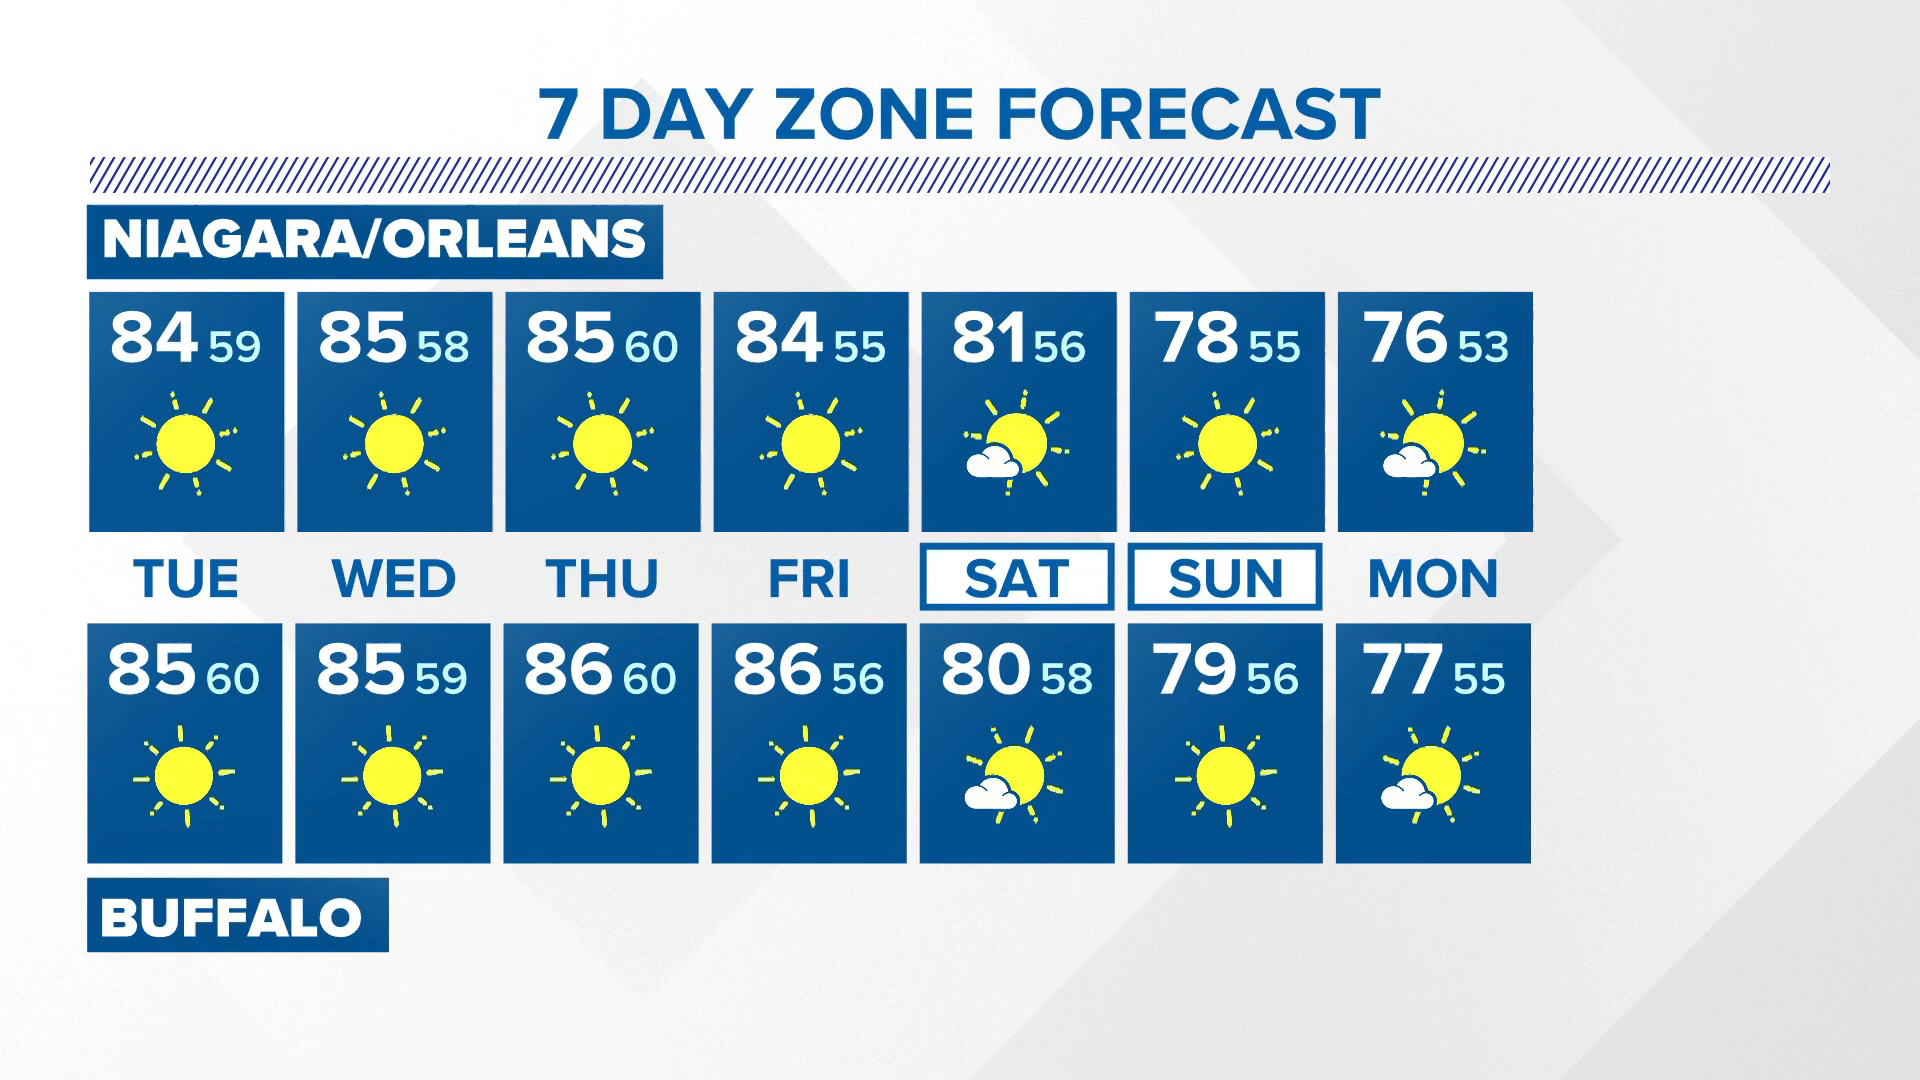 7 DAY ZONE FORECAST
NIAGARA/ORLEANS
84 59 85 58 85 60 84 55 81 56 78 55 76 53
TUE WED THU FRI SAT SUN MON
85 60 85 59 86 60 86 56 80 58 79 56 77 55
BUFFALO